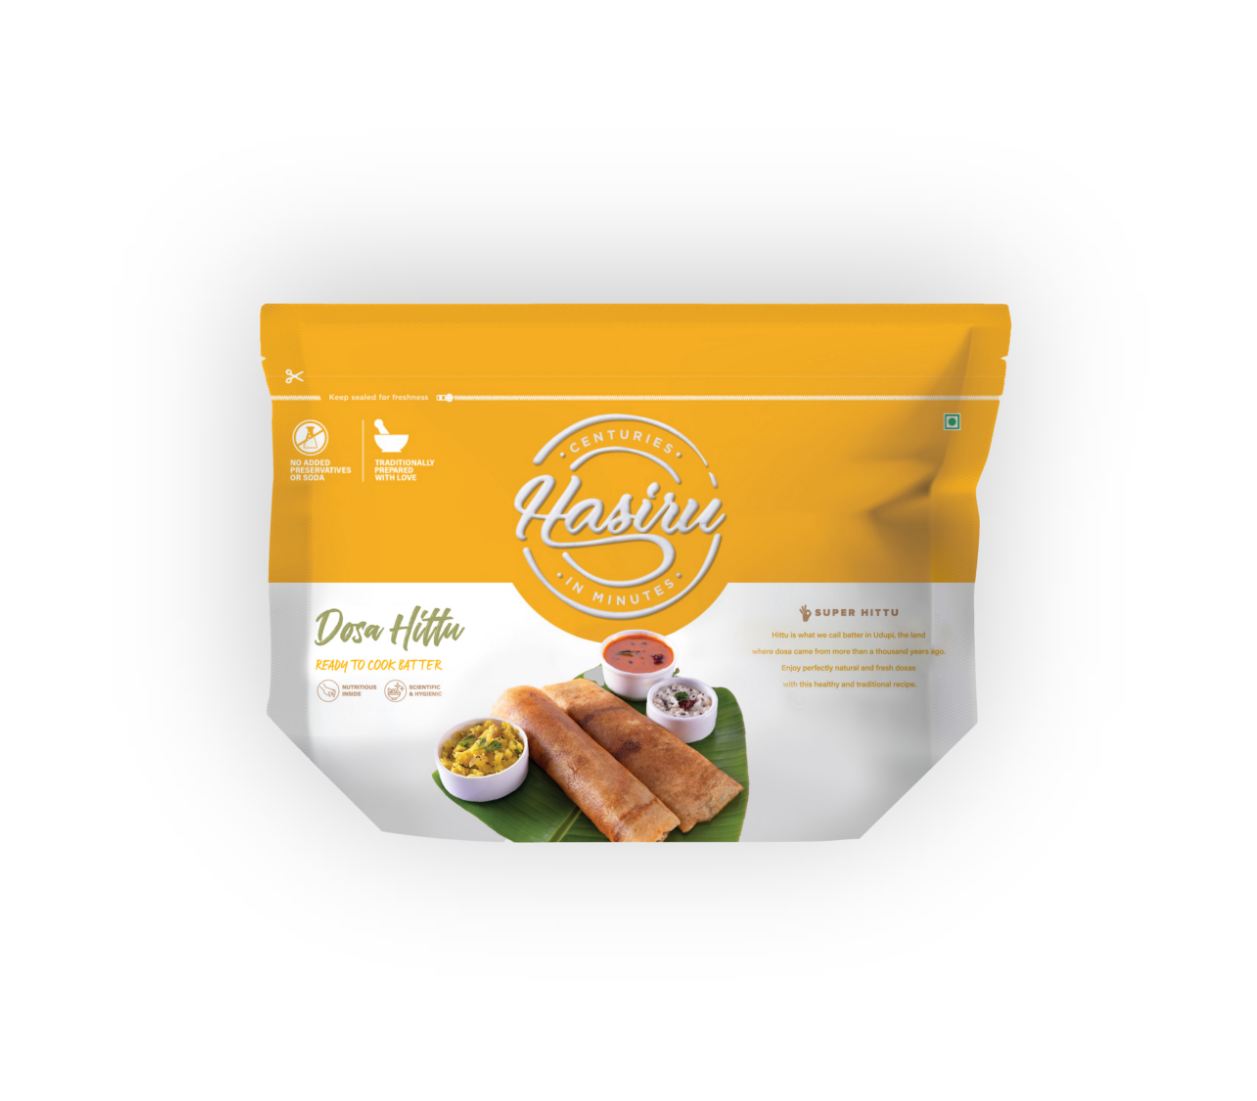 Keep sealed for freshness
NO ADDED
PRESERVATIVES
OR SODA
TRADITIONALLY
PREPARED
WITH LOVE
CENTURIES
Hasiru
IN MINUTES
Dosa Hittu
READY TO COOK BATTER
NUTRITIOUS
INSIDE
SCIENTIFIC
& HYGIENIC
SUPER HITTU
Hittu is what we call batter in Udupi, the land
where dosa came from more than a thousand years ago.
Enjoy perfectly natural and fresh dosas
with this healthy and traditional recipe.